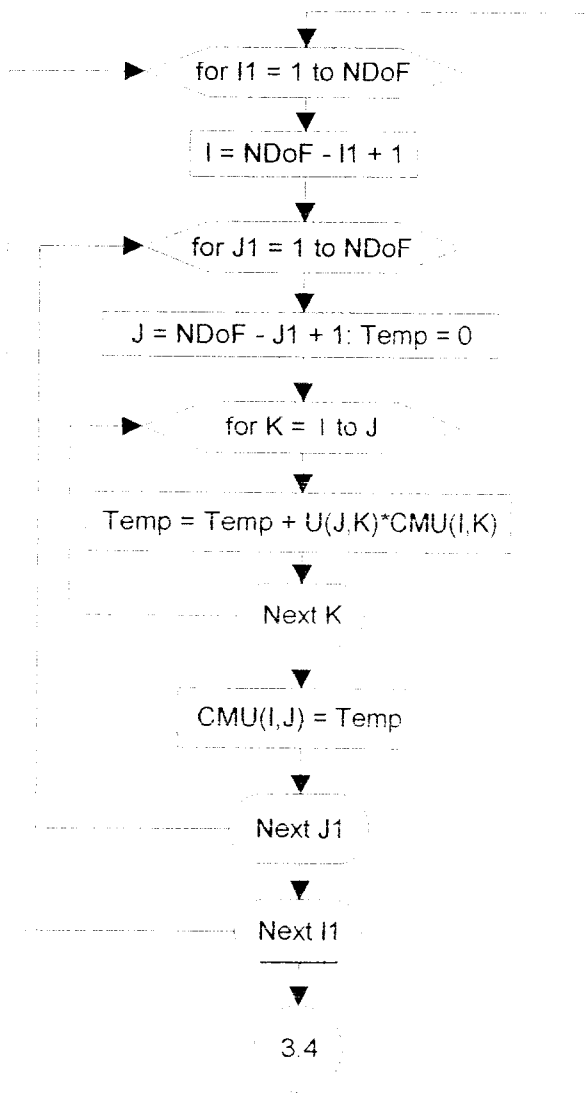 for I1 = 1 to NDoF
I = NDoF - I1 + 1
for J1 = 1 to NDoF
J = NDoF - J1 + 1: Temp = 0
for K = I to J
Temp = Temp + U(J,K)*CMU(I,K)
Next K
CMU(I,J) = Temp
Next J1
Next I1
3.4